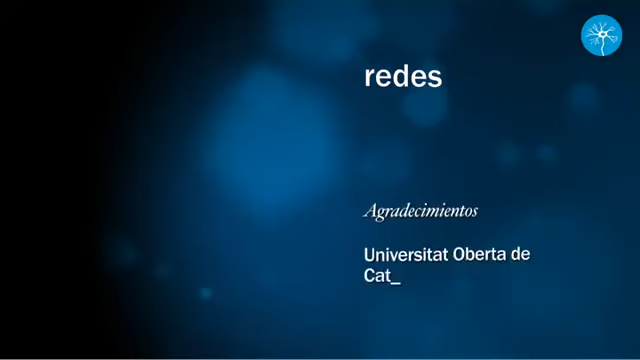 redes
Agradecimientos
Universitat Oberta de
Cat_